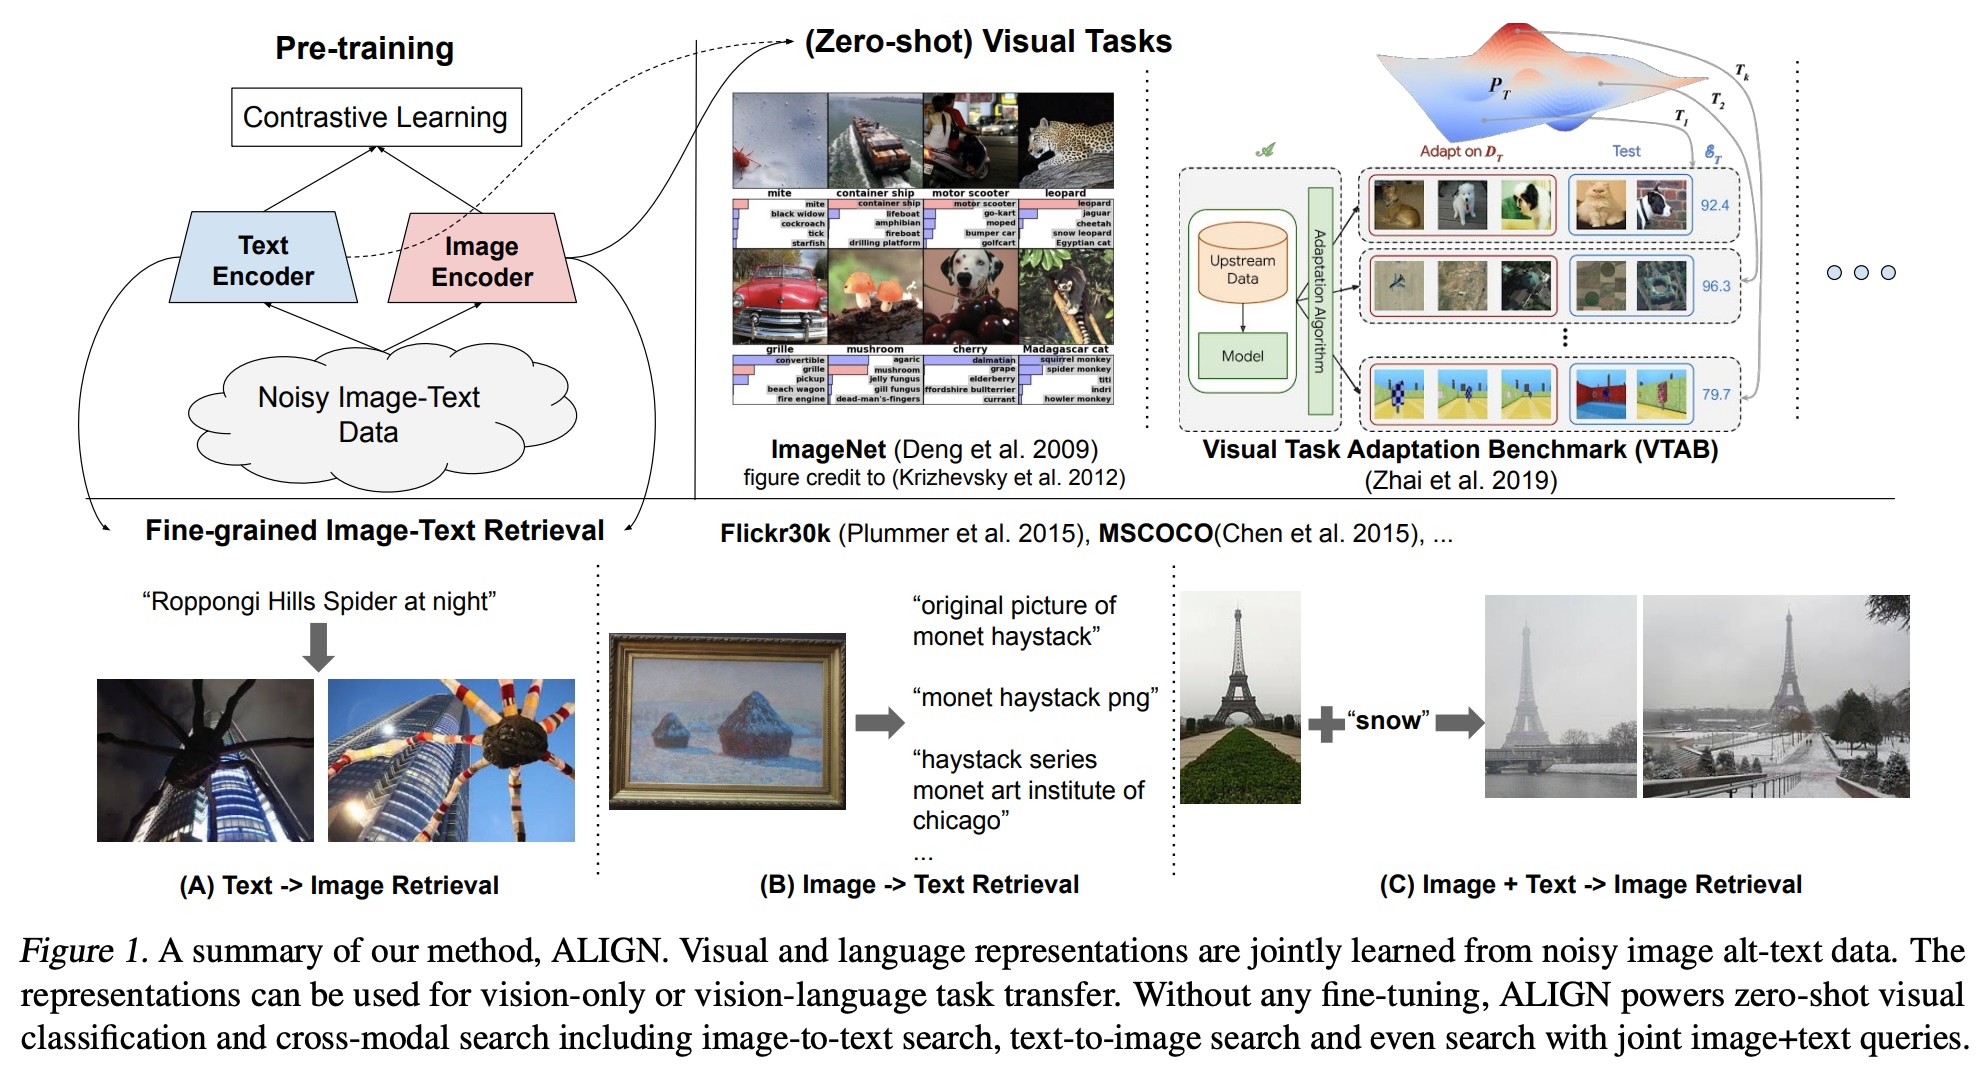 Pre-training
Contrastive Learning
Text
Encoder
Image
Encoder
Noisy Image-Text
Data
(Zero-shot) Visual Tasks
mite
container ship
motor scooter
leopard
mite
black widow
cockroach
tick
starfish
container ship
lifeboat
amphibian
fireboat
drilling platform
motor scooter
go-kart
moped
bumper car
golfcart
leopard
jaguar
cheetah
snow leopard
Egyptian cat
grille
mushroom
cherry
Madagascar cat
convertible
grille
pickup
beach wagon
fire engine
agaric
mushroom
jelly fungus
gill fungus
dead-man's-fingers
dalmatian
grape
elderberry
ffordshire bullterrier
currant
squirrel monkey
spider monkey
titi
indri
howler monkey
ImageNet (Deng et al. 2009)
figure credit to (Krizhevsky et al. 2012)
P_T
T_k
T_2
T_1
𝒜
Adapt on D_T
Test
ℰ_T
Upstream
Data
Model
Adaptation Algorithm
92.4
96.3
79.7
Visual Task Adaptation Benchmark (VTAB)
(Zhai et al. 2019)
Fine-grained Image-Text Retrieval
Flickr30k (Plummer et al. 2015), MSCOCO(Chen et al. 2015), ...
“Roppongi Hills Spider at night”
(A) Text -> Image Retrieval
“original picture of
monet haystack”
“monet haystack png”
“haystack series
monet art institute of
chicago”
...
(B) Image -> Text Retrieval
“snow”
(C) Image + Text -> Image Retrieval
Figure 1. A summary of our method, ALIGN. Visual and language representations are jointly learned from noisy image alt-text data. The
representations can be used for vision-only or vision-language task transfer. Without any fine-tuning, ALIGN powers zero-shot visual
classification and cross-modal search including image-to-text search, text-to-image search and even search with joint image+text queries.